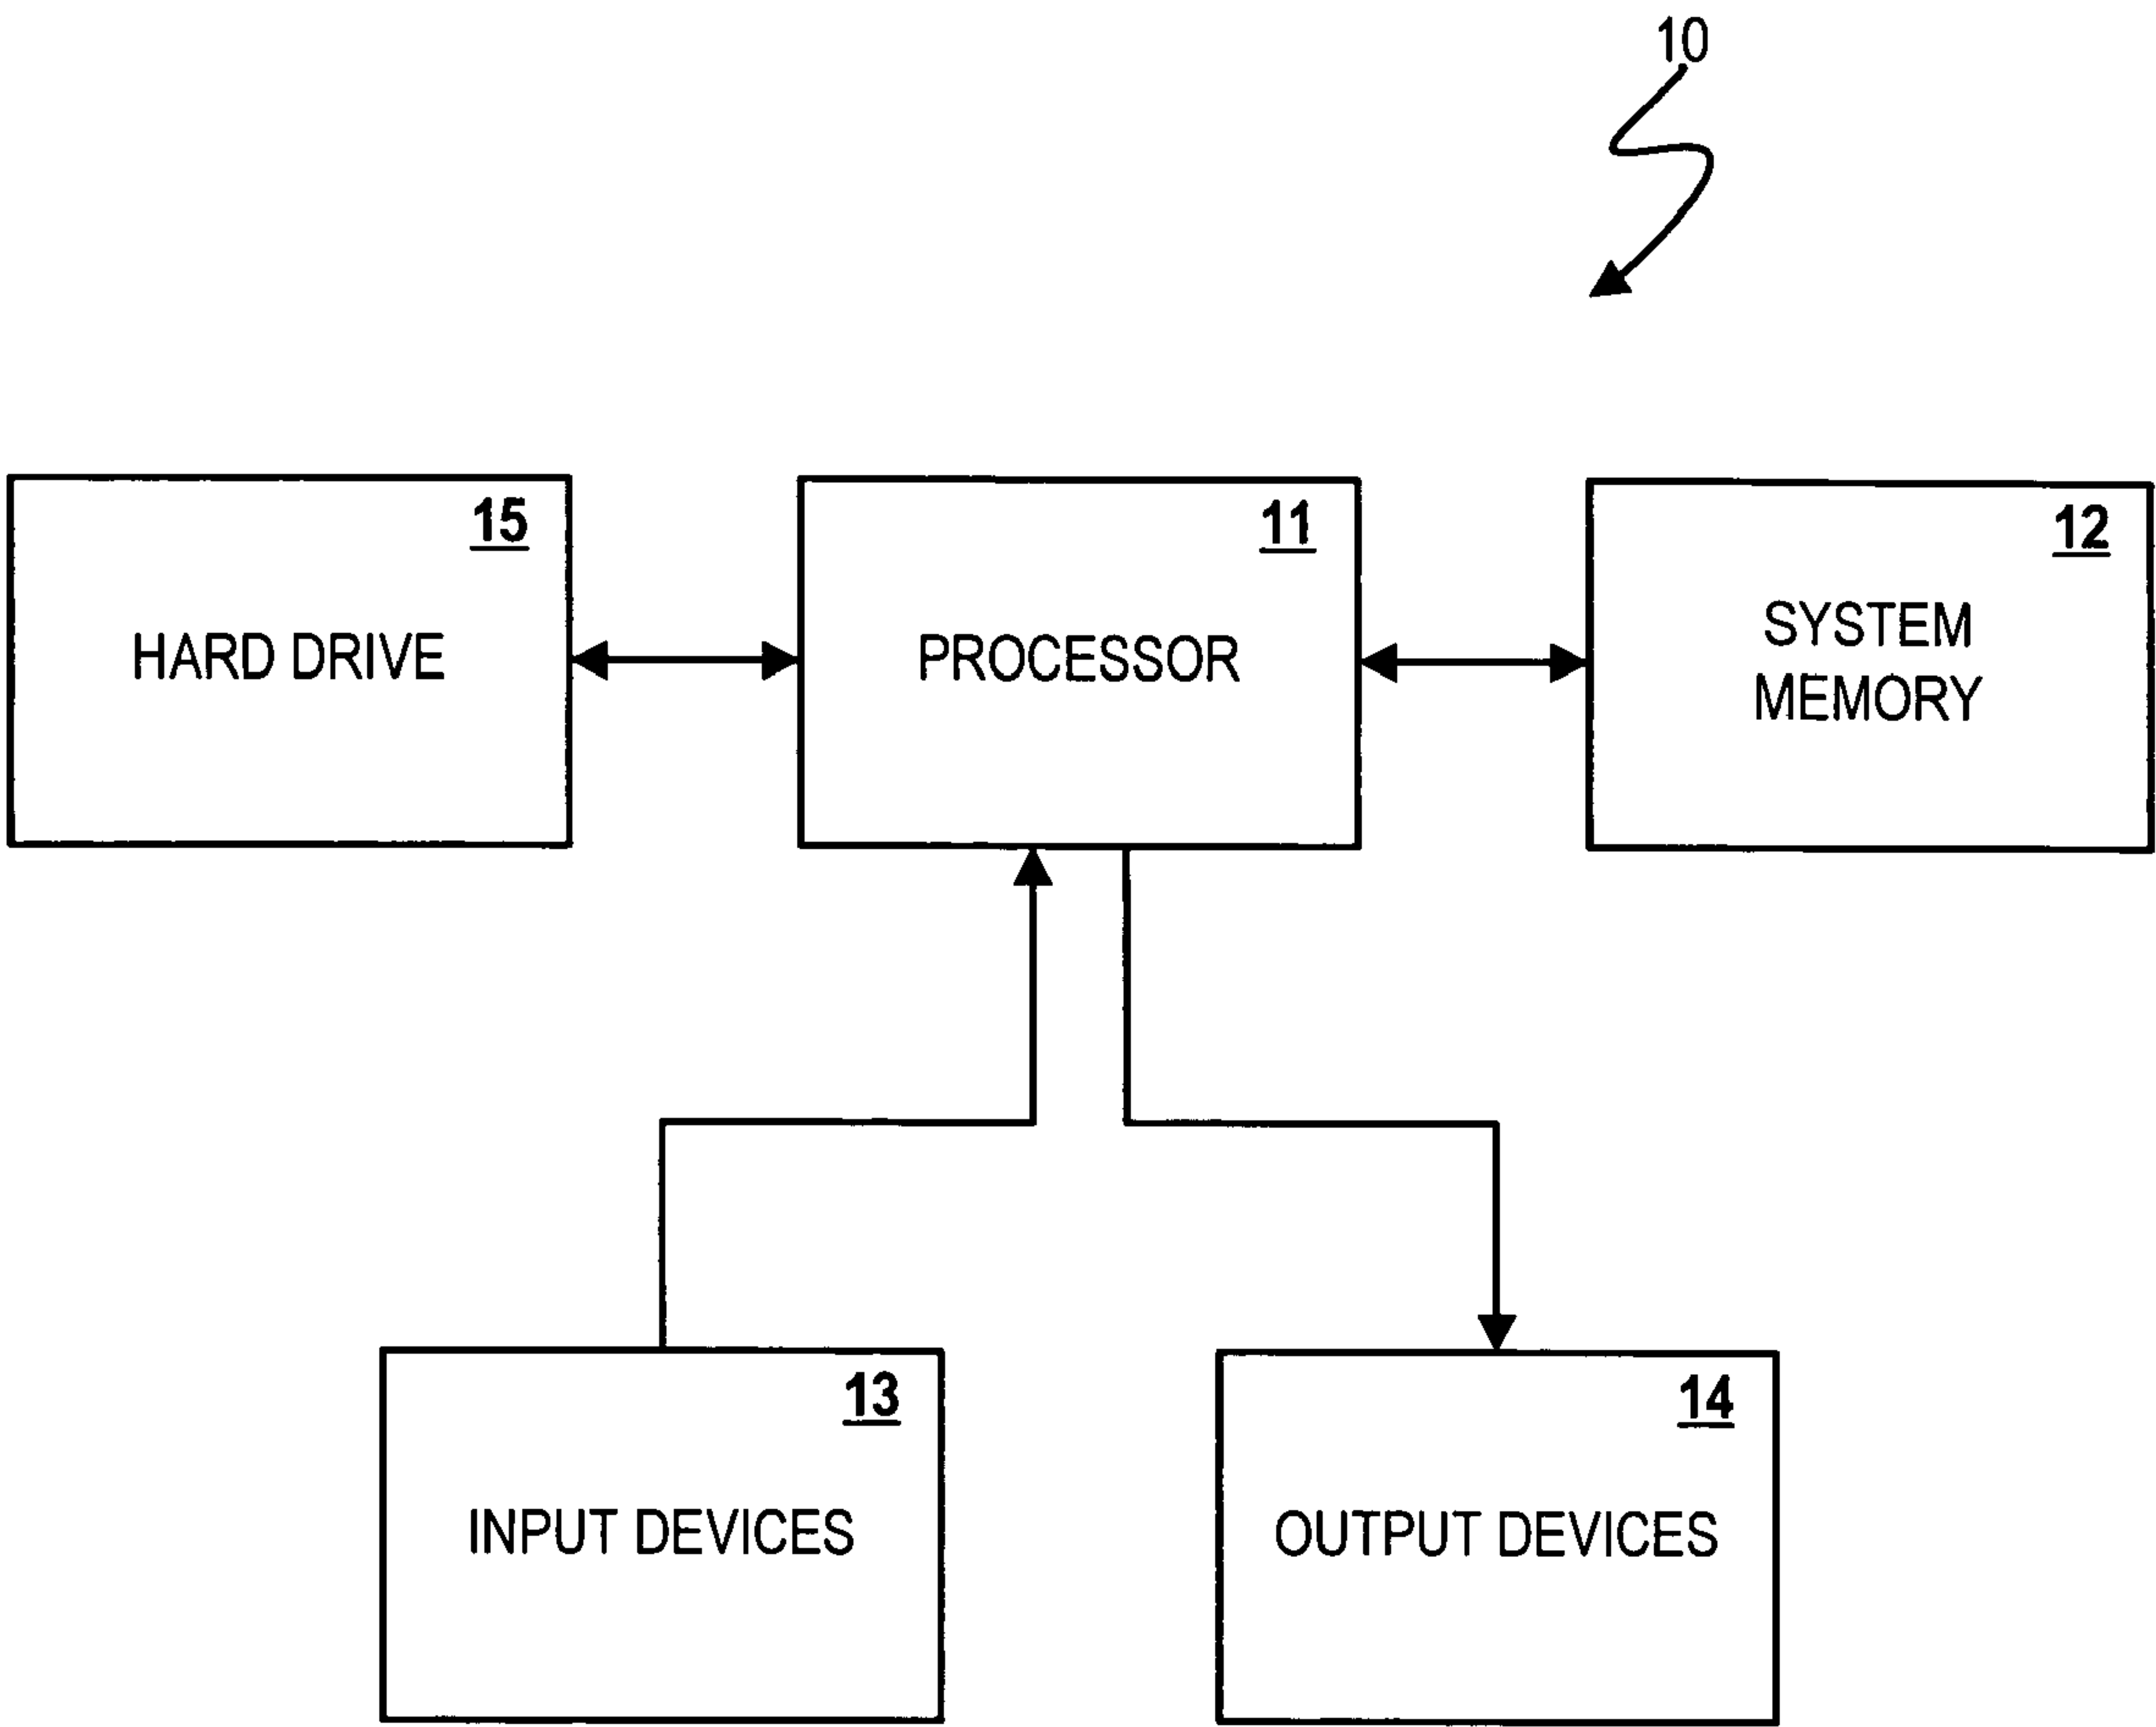 10
15
HARD DRIVE
11
PROCESSOR
12
SYSTEM
MEMORY
13
INPUT DEVICES
14
OUTPUT DEVICES